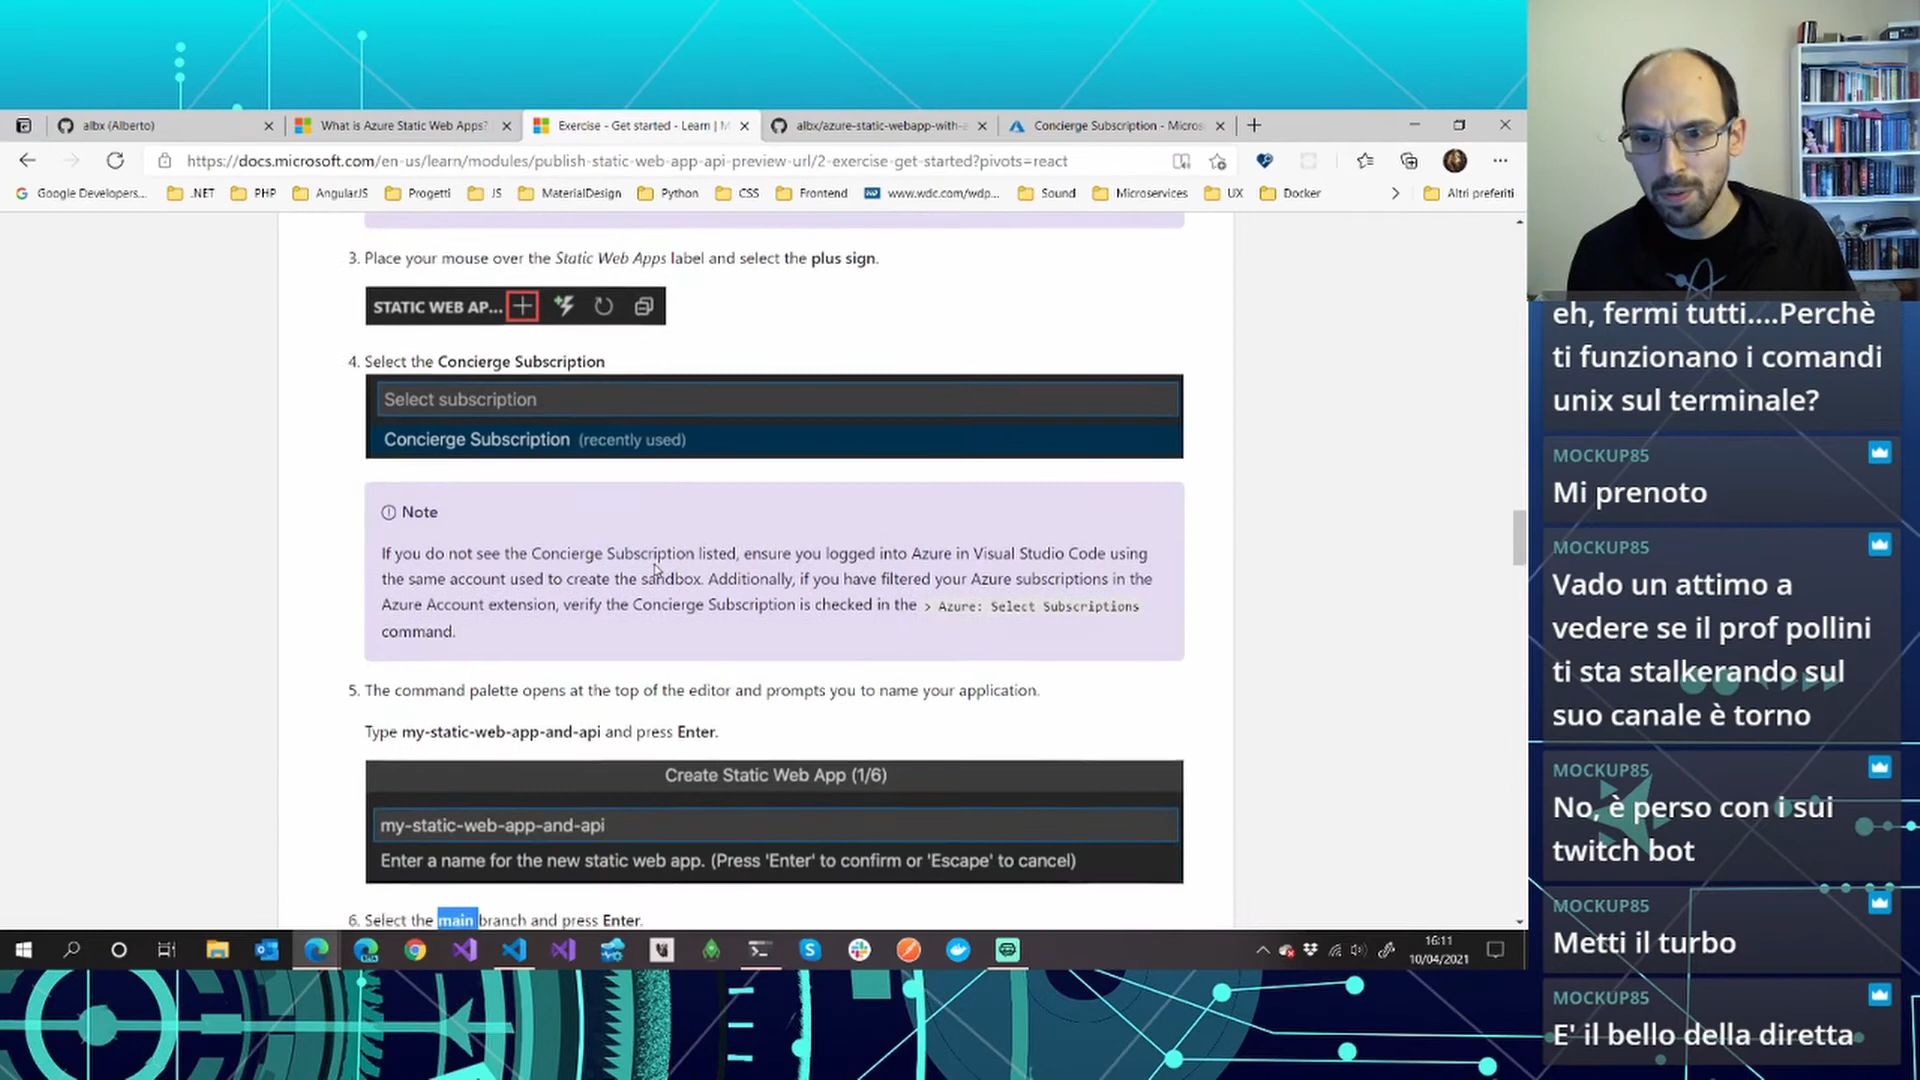 albx (Alberto)
What is Azure Static Web Apps?
Exercise - Get started - Learn | M
albx/azure-static-webapp-with-a
Concierge Subscription - Micros
https://docs.microsoft.com/en-us/learn/modules/publish-static-web-app-api-preview-url/2-exercise-get-started?pivots=react
Google Developers...
.NET
PHP
AngularJS
Progetti
JS
MaterialDesign
Python
CSS
Frontend
www.wdc.com/wdp...
Sound
Microservices
UX
Docker
Altri preferiti
3. Place your mouse over the Static Web Apps label and select the plus sign.
STATIC WEB AP...
4. Select the Concierge Subscription
Select subscription
Concierge Subscription (recently used)
Note
If you do not see the Concierge Subscription listed, ensure you logged into Azure in Visual Studio Code using
the same account used to create the sandbox. Additionally, if you have filtered your Azure subscriptions in the
Azure Account extension, verify the Concierge Subscription is checked in the > Azure: Select Subscriptions
command.
5. The command palette opens at the top of the editor and prompts you to name your application.
Type my-static-web-app-and-api and press Enter.
Create Static Web App (1/6)
my-static-web-app-and-api
Enter a name for the new static web app. (Press 'Enter' to confirm or 'Escape' to cancel)
6. Select the main branch and press Enter.
16:11
10/04/2021
eh, fermi tutti....Perchè
ti funzionano i comandi
unix sul terminale?
MOCKUP85
Mi prenoto
MOCKUP85
Vado un attimo a
vedere se il prof pollini
ti sta stalkerando sul
suo canale è torno
MOCKUP85
No, è perso con i sui
twitch bot
MOCKUP85
Metti il turbo
MOCKUP85
E' il bello della diretta